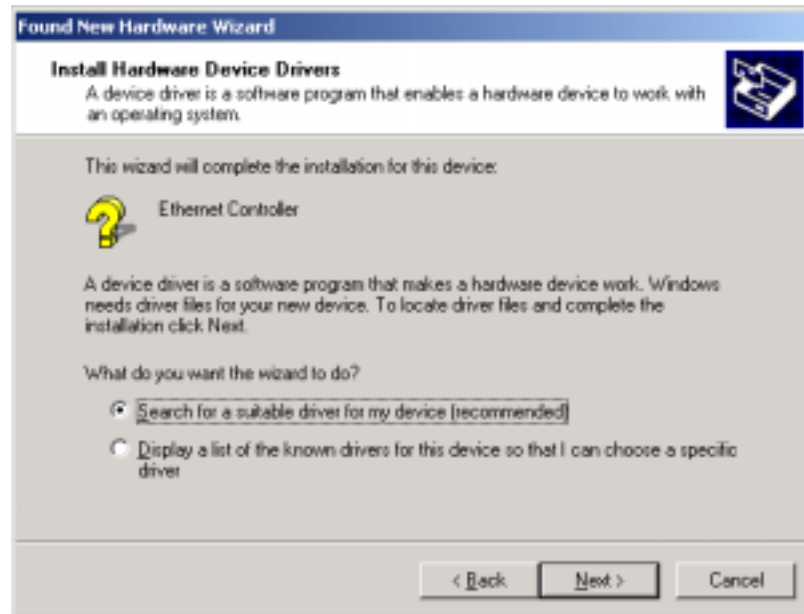 Found New Hardware Wizard
Install Hardware Device Drivers
A device driver is a software program that enables a hardware device to work with
an operating system.
This wizard will complete the installation for this device:
Ethernet Controller
A device driver is a software program that makes a hardware device work. Windows
needs driver files for your new device. To locate driver files and complete the
installation click Next.
What do you want the wizard to do?
Search for a suitable driver for my device (recommended)
Display a list of the known drivers for this device so that I can choose a specific
driver
< Back Next > Cancel